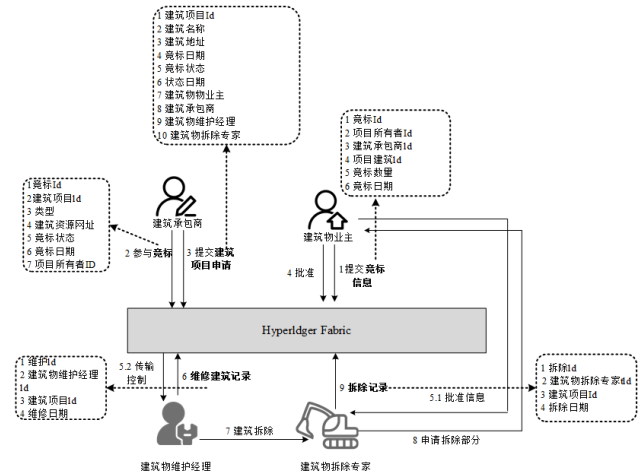 1 建筑项目Id
2 建筑名称
3 建筑地址
4 竟标日期
5 竟标状态
6 状态日期
7 建筑物物业主
8 建筑承包商
9 建筑物维护经理
10 建筑物拆除专家
1 竟标Id
2 项目所有者Id
3 建筑承包商Id
4 项目建筑Id
5 竟标数量
6 竟标日期
1竟标Id
2建筑项目Id
3 类型
4 建筑资源网址
5 竟标状态
6 竟标日期
7 项目所有者ID
建筑承包商
建筑物业主
2 参与竟标
3 提交建筑
项目申请
4 批准
1提交竟标
信息
Hyperldger Fabric
1 维护Id
2 建筑物维护经理
Id
3 建筑项目Id
4 维修日期
5.2 传输
控制
6 维修建筑记录
9 拆除记录
5.1 批准信息
1 拆除Id
2 建筑物拆除专家Id
3 建筑项目Id
4 拆除日期
7 建筑拆除
8 申请拆除部分
建筑物维护经理
建筑物拆除专家